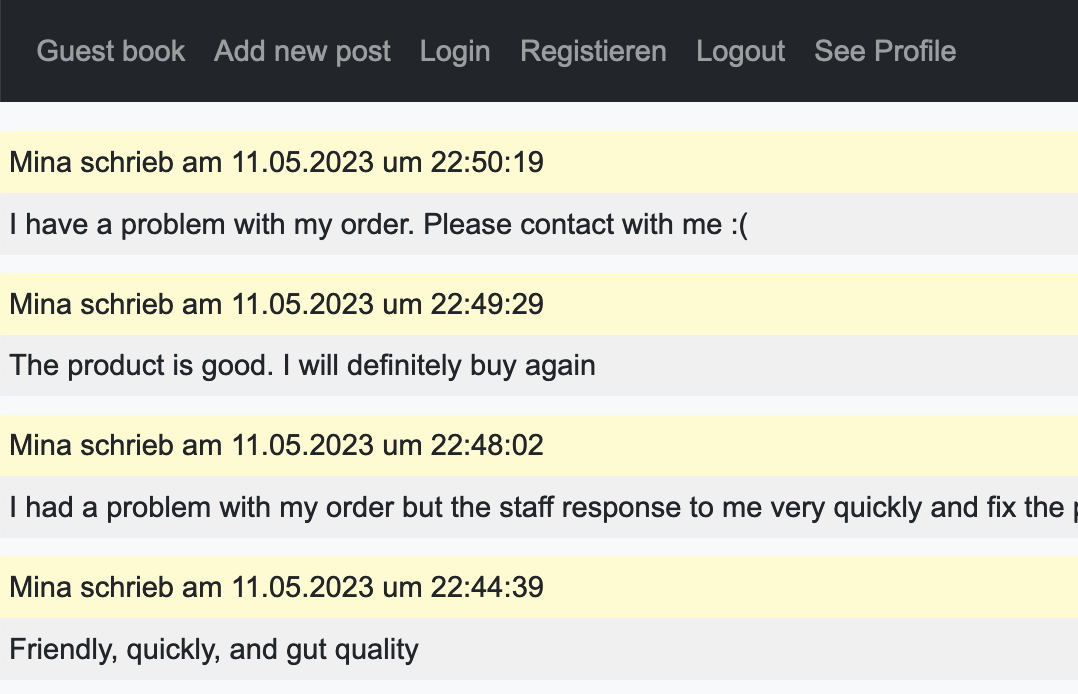 Guest book Add new post Login Registieren Logout See Profile
Mina schrieb am 11.05.2023 um 22:50:19
I have a problem with my order. Please contact with me :(
Mina schrieb am 11.05.2023 um 22:49:29
The product is good. I will definitely buy again
Mina schrieb am 11.05.2023 um 22:48:02
I had a problem with my order but the staff response to me very quickly and fix the
Mina schrieb am 11.05.2023 um 22:44:39
Friendly, quickly, and gut quality